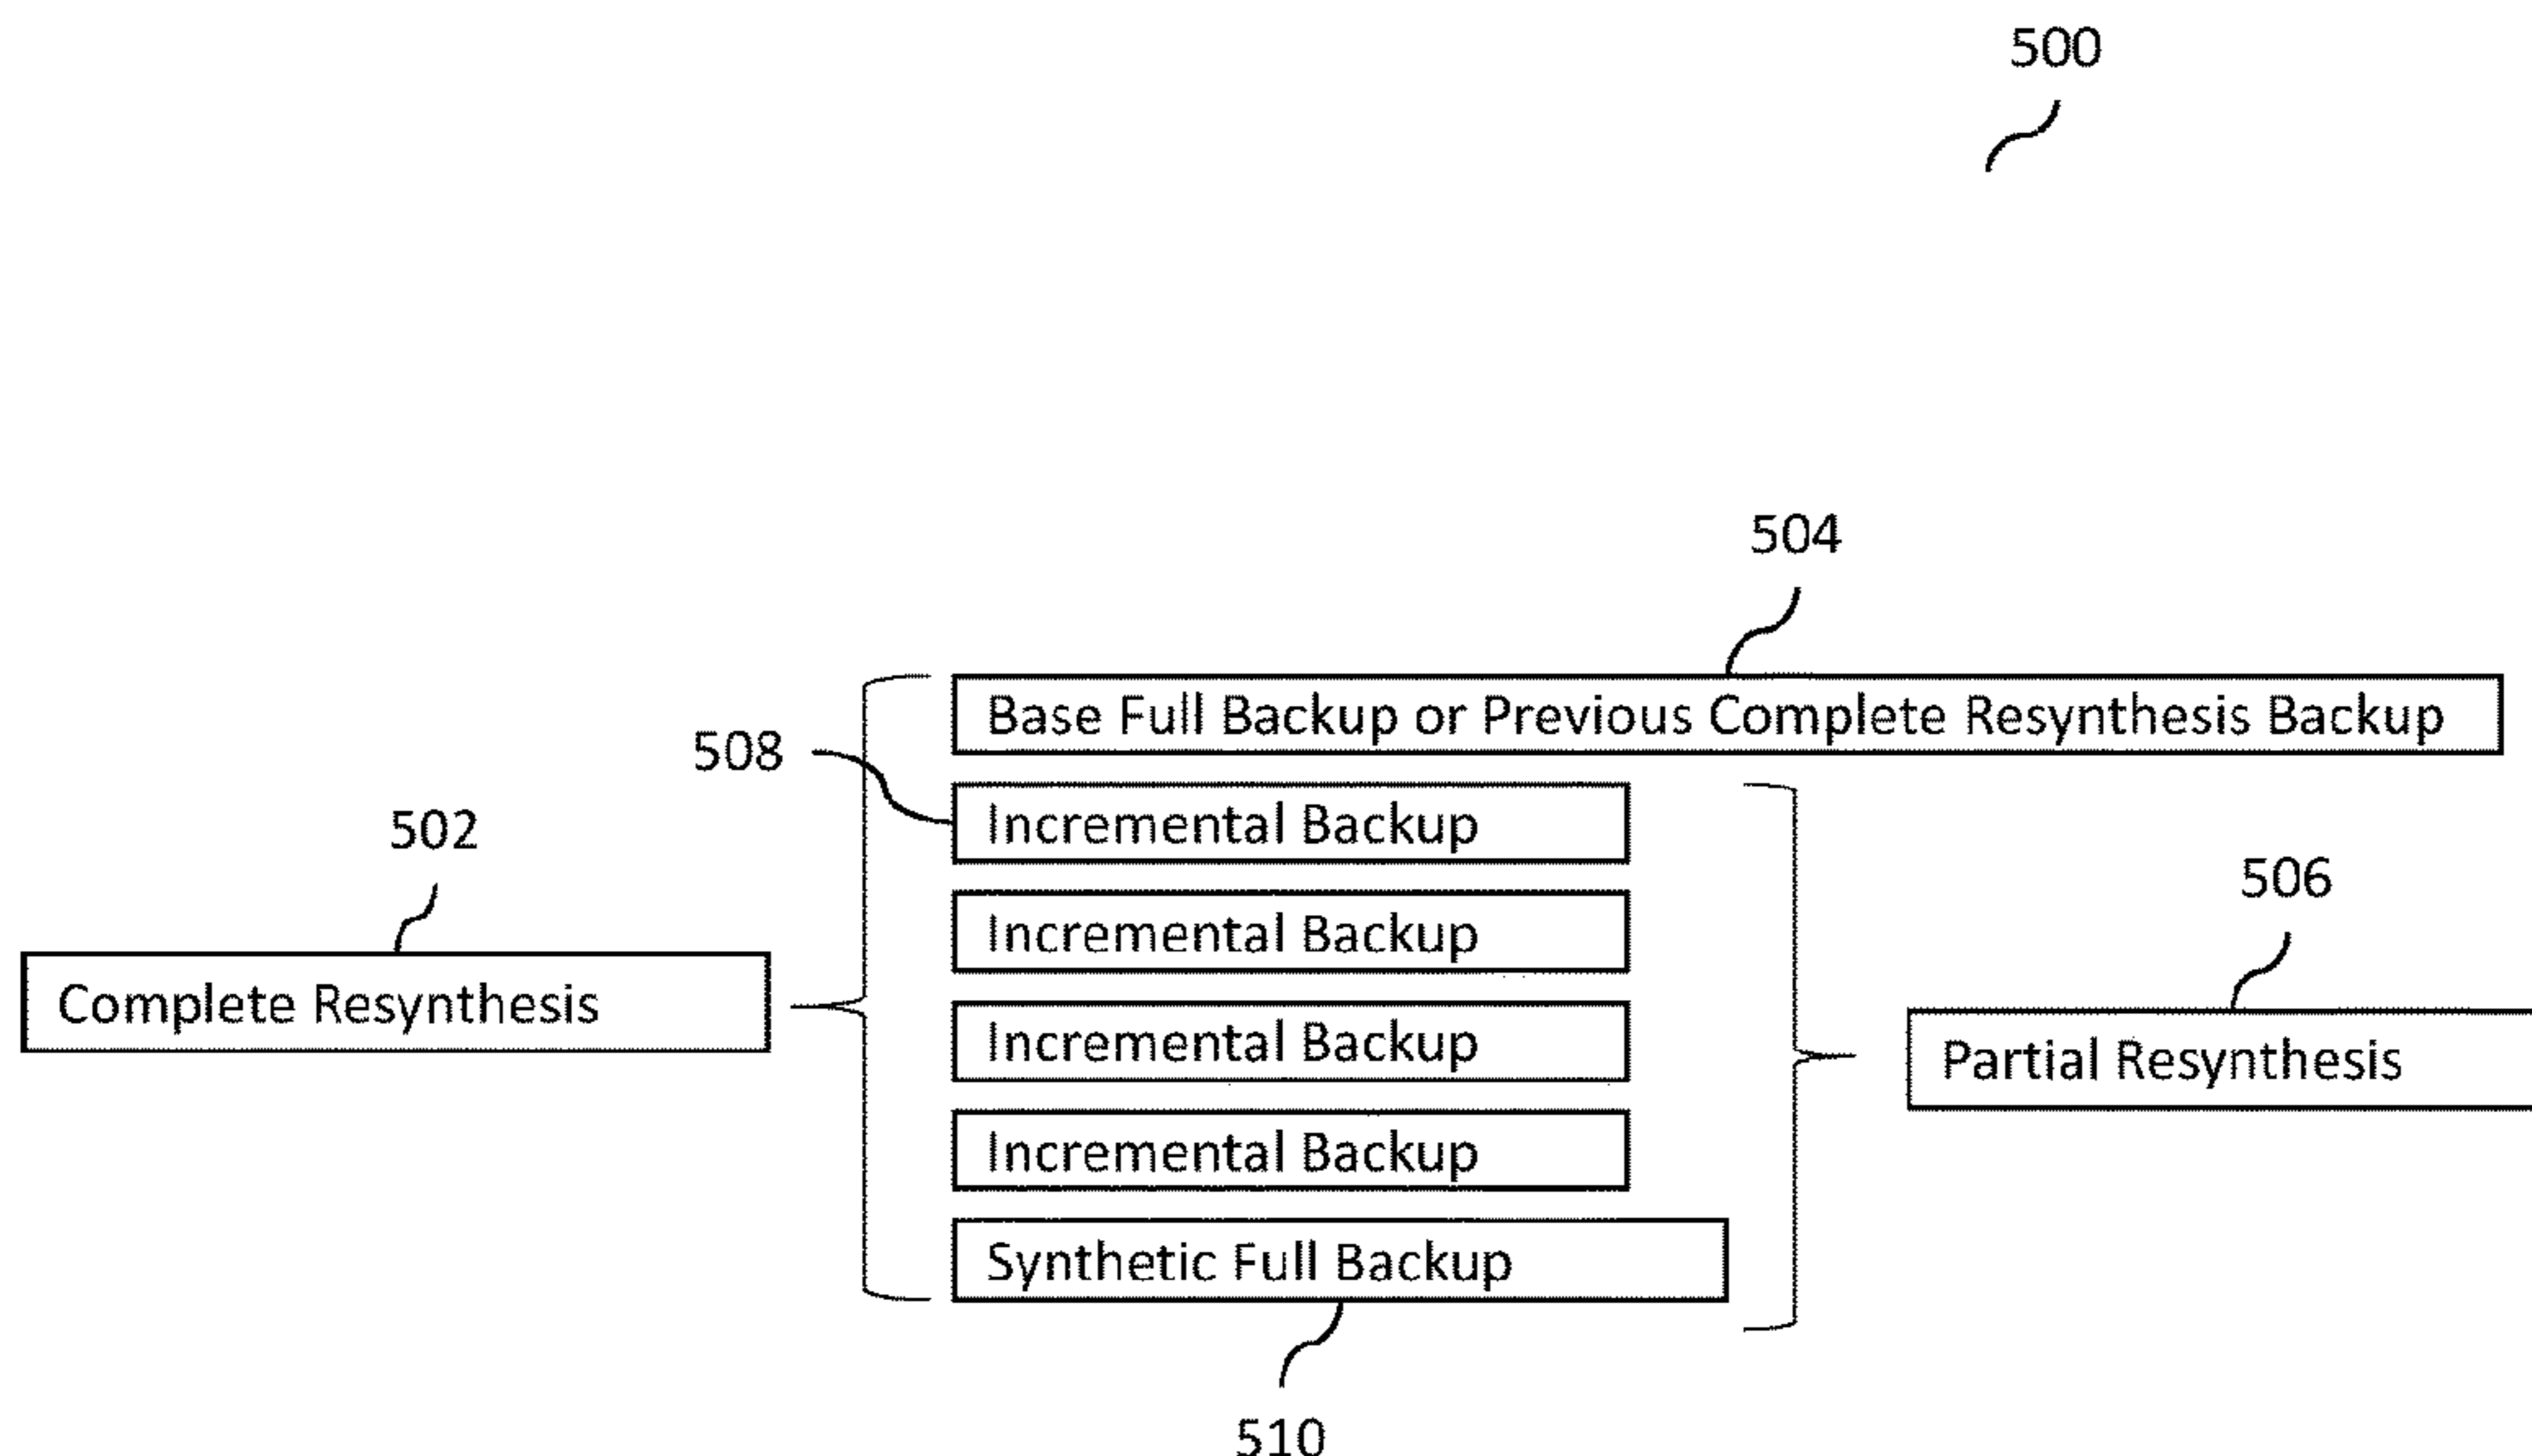 500
504
Base Full Backup or Previous Complete Resynthesis Backup
508
Incremental Backup
502
506
Incremental Backup
Complete Resynthesis
Incremental Backup
Partial Resynthesis
Incremental Backup
Synthetic Full Backup
510